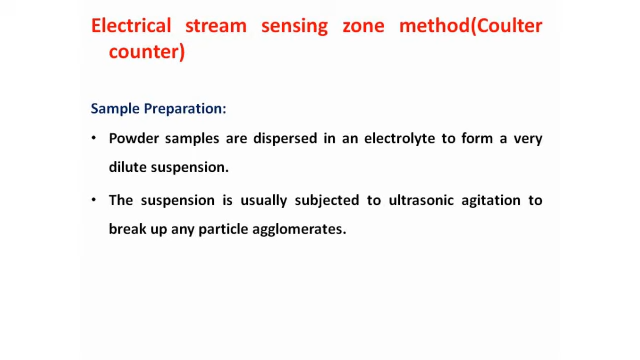 Electrical stream sensing zone method(Coulter
counter)
Sample Preparation:
• Powder samples are dispersed in an electrolyte to form a very
dilute suspension.
• The suspension is usually subjected to ultrasonic agitation to
break up any particle agglomerates.